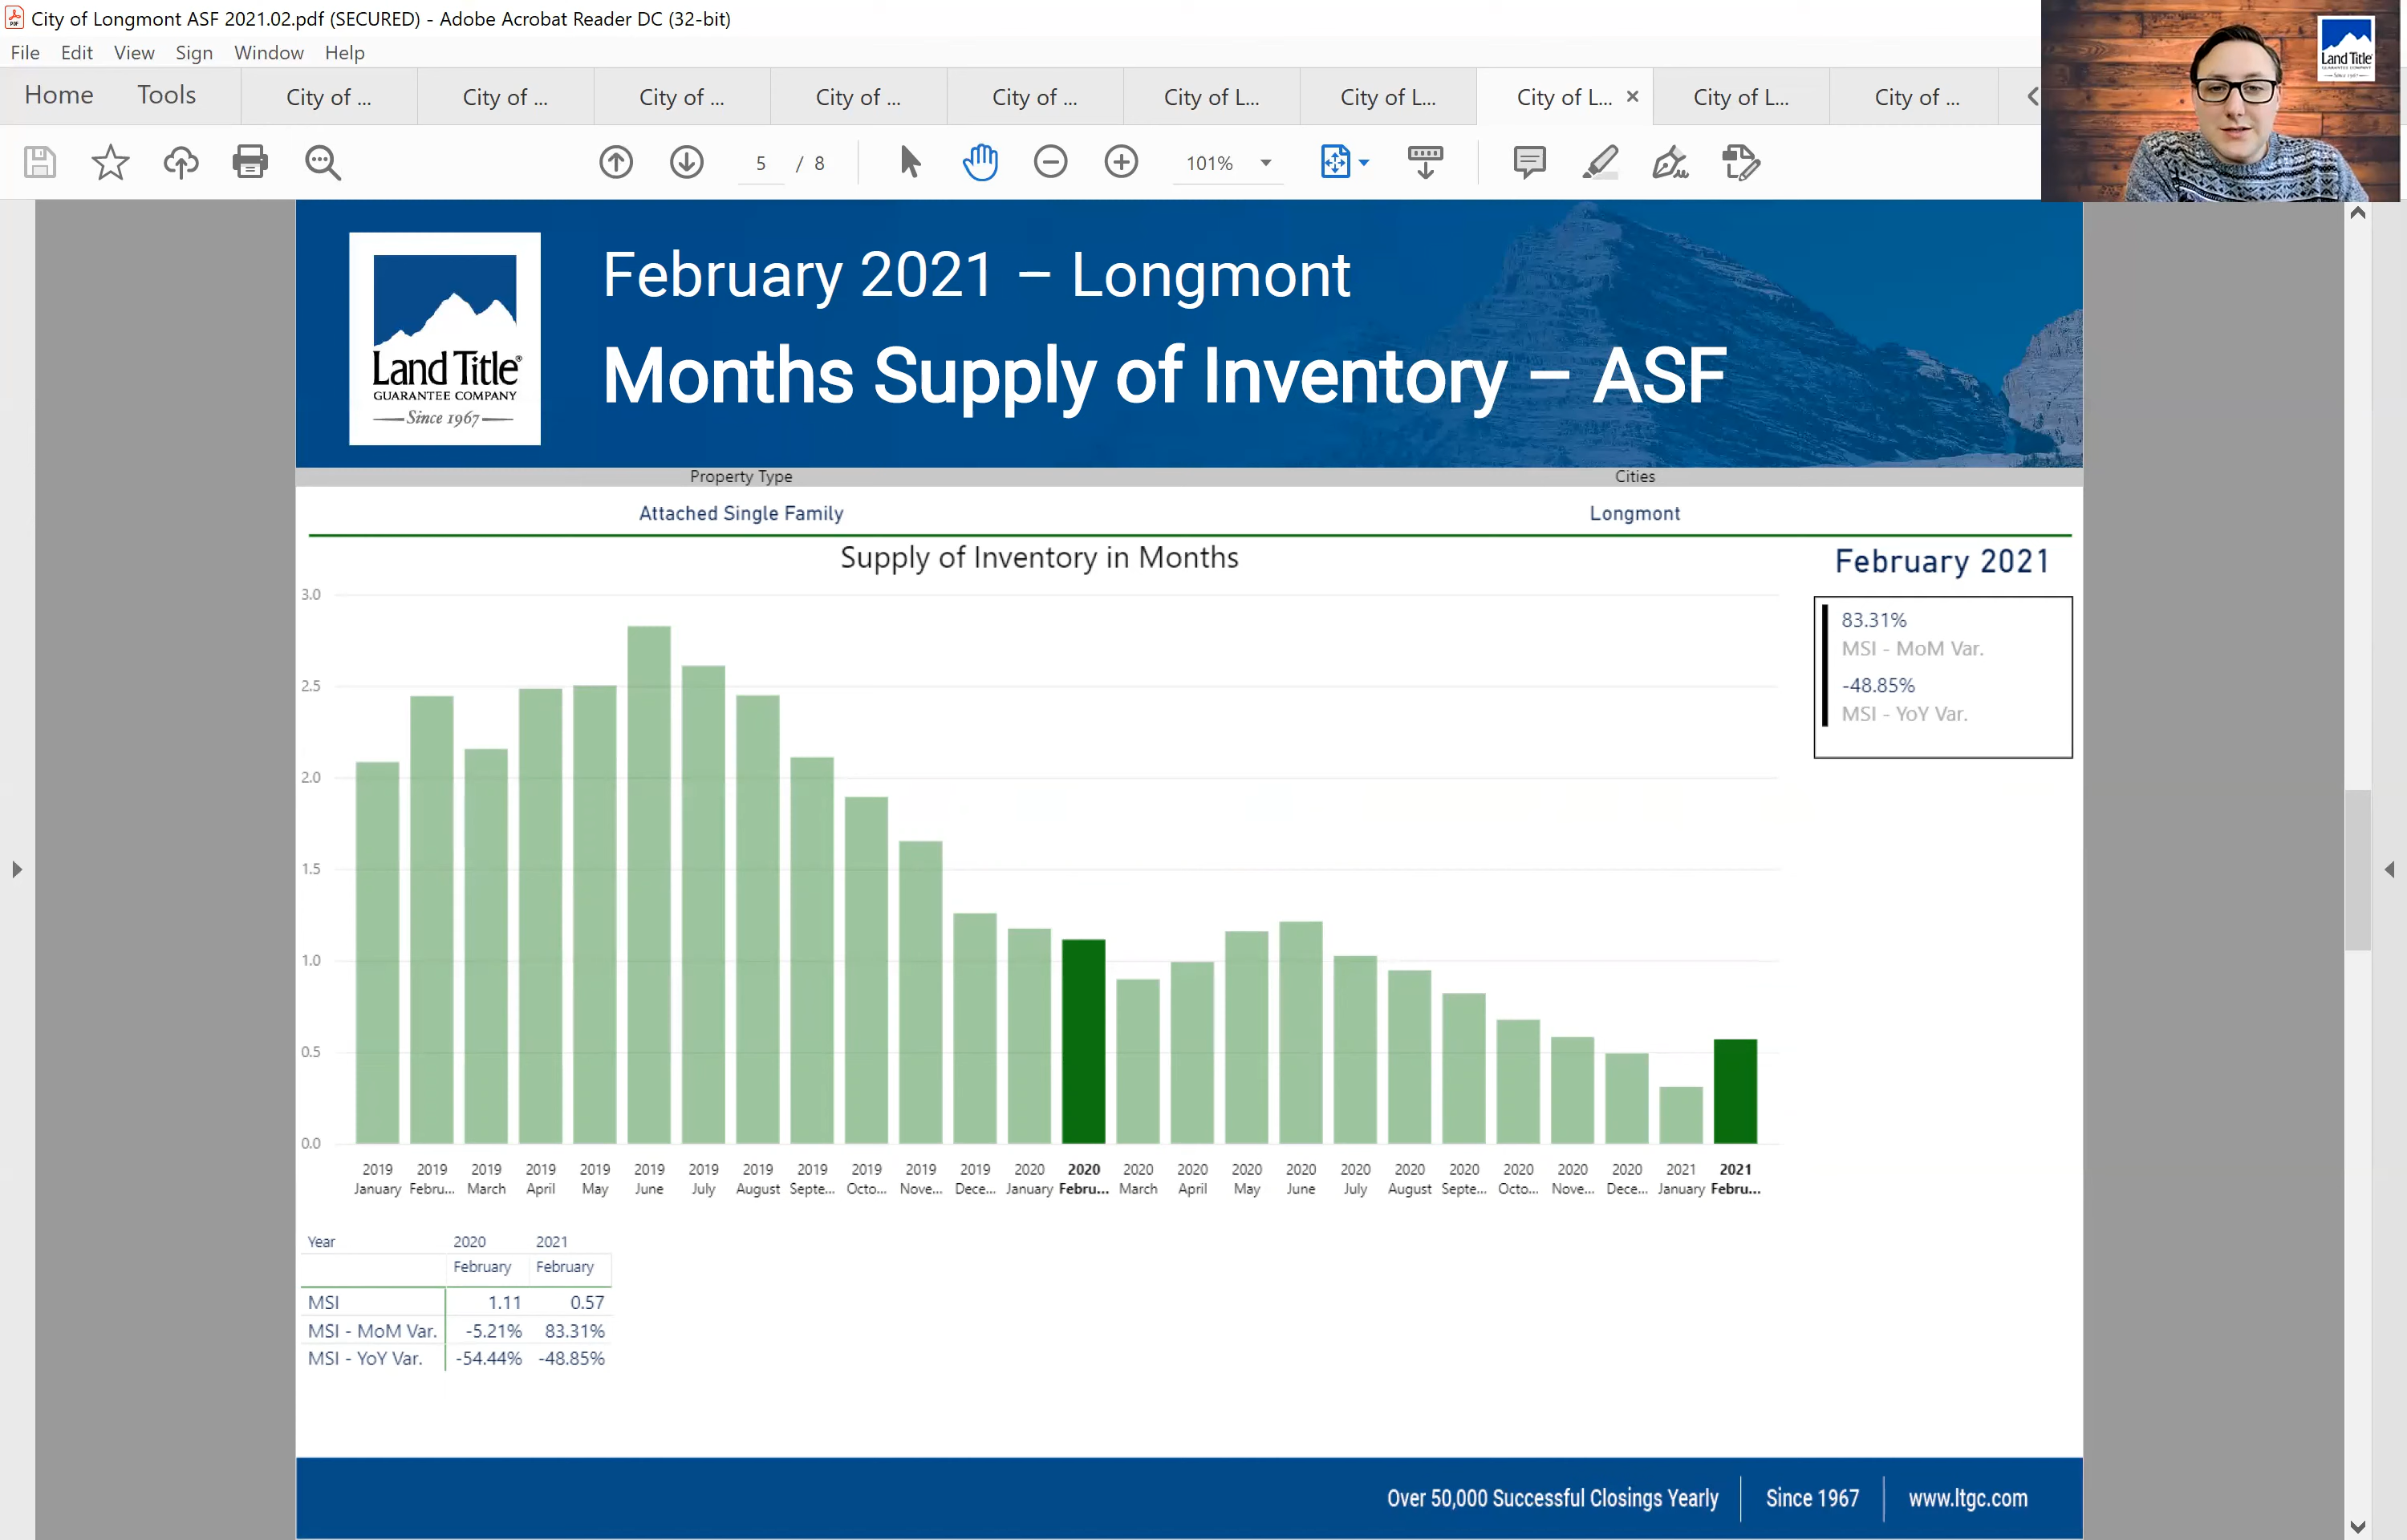 City of Longmont ASF 2021.02.pdf (SECURED) - Adobe Acrobat Reader DC (32-bit)
File Edit View Sign Window Help
Home Tools City of ... City of ... City of ... City of ... City of ... City of L... City of L... City of L... City of L... City of ...
5 / 8 101%
Land Title
GUARANTEE COMPANY
Since 1967
February 2021 – Longmont
Months Supply of Inventory – ASF
Land Title®
GUARANTEE COMPANY
Since 1967
Property Type Cities
Attached Single Family Longmont
Supply of Inventory in Months
February 2021
83.31%
MSI - MoM Var.
-48.85%
MSI - YoY Var.
3.0
2.5
2.0
1.5
1.0
0.5
0.0
2019 2019 2019 2019 2019 2019 2019 2019 2019 2019 2019 2019 2020 2020 2020 2020 2020 2020 2020 2020 2020 2020 2020 2020 2021 2021
January Febru... March April May June July August Septe... Octo... Nove... Dece... January Febru... March April May June July August Septe... Octo... Nove... Dece... January Febru...
Year 2020 2021
February February
MSI 1.11 0.57
MSI - MoM Var. -5.21% 83.31%
MSI - YoY Var. -54.44% -48.85%
Over 50,000 Successful Closings Yearly Since 1967 www.ltgc.com